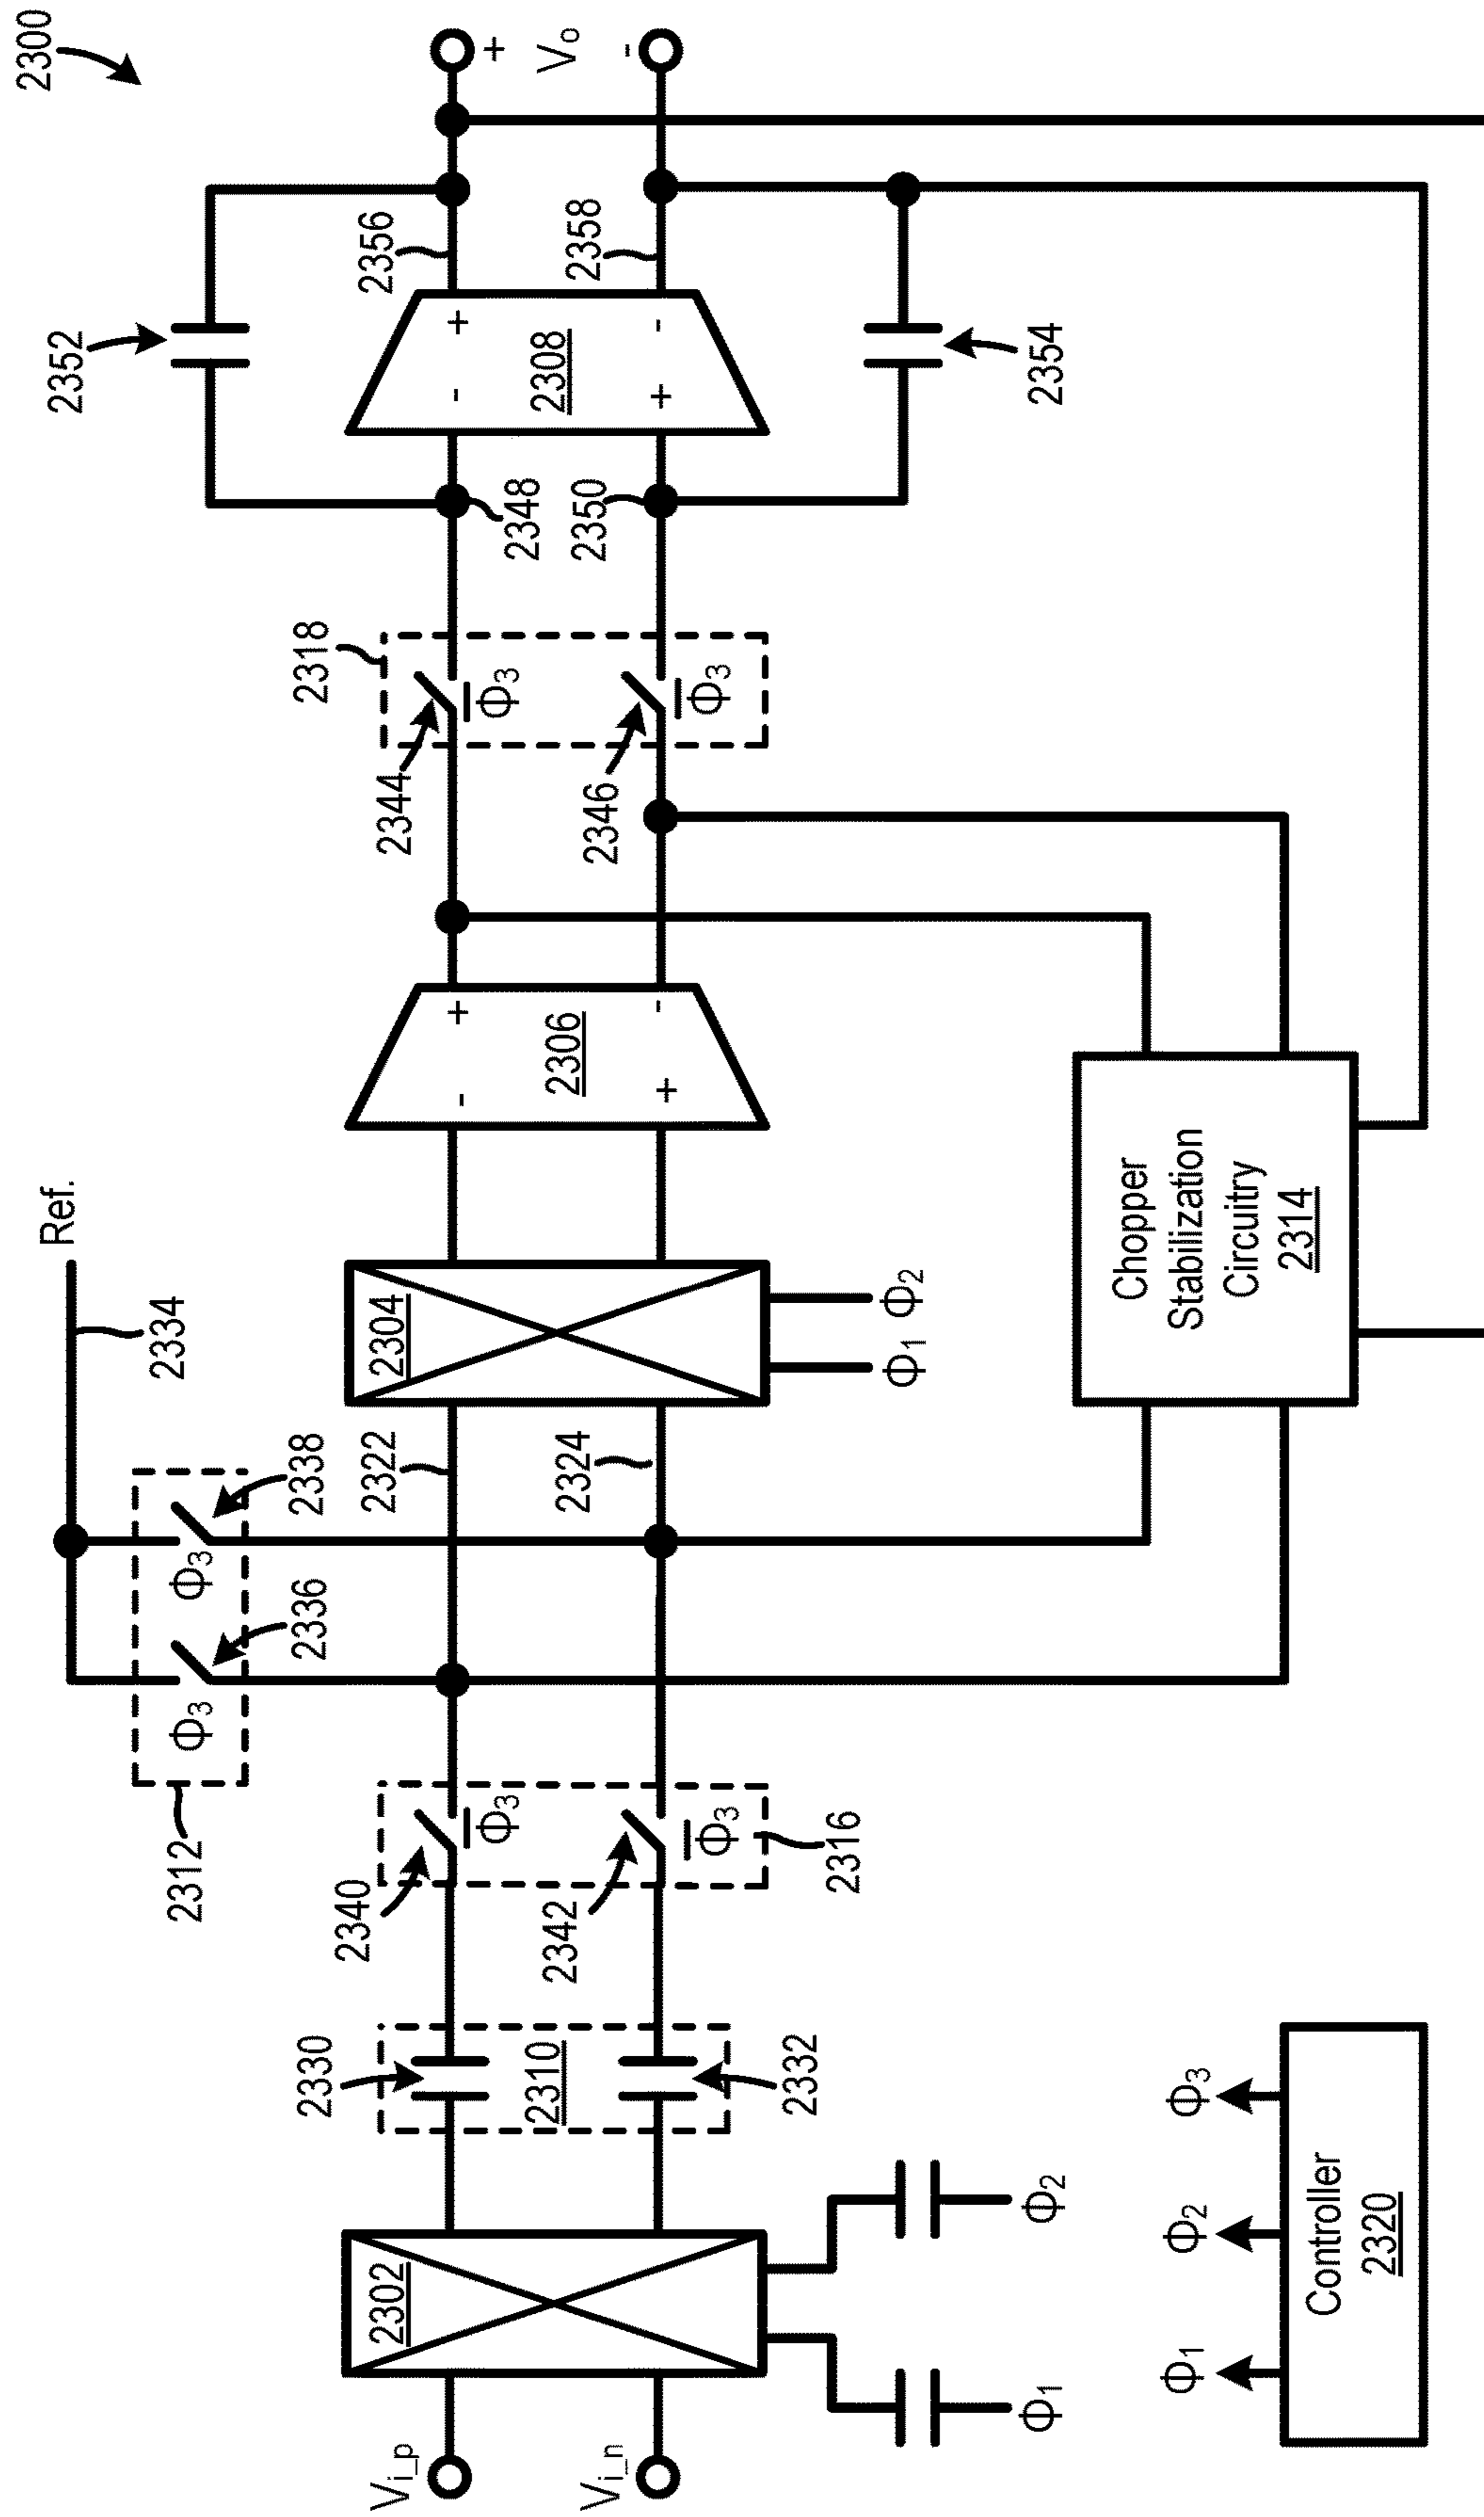 2300
Ref.
2334
2312
Φ3
2336
Φ3
2338
2352
2330
2310
2332
2340
Φ3
2342
Φ3
2316
2322
2324
2304
Φ1
Φ2
-
+
2306
+
-
2344
Φ3
2346
Φ3
2318
2348
2350
-
+
2308
+
-
2356
2358
2354
+
Vo
-
Vi_p
Vi_n
2302
Φ1
Φ2
Chopper
Stabilization
Circuitry
2314
Φ1
Φ2
Φ3
Controller
2320